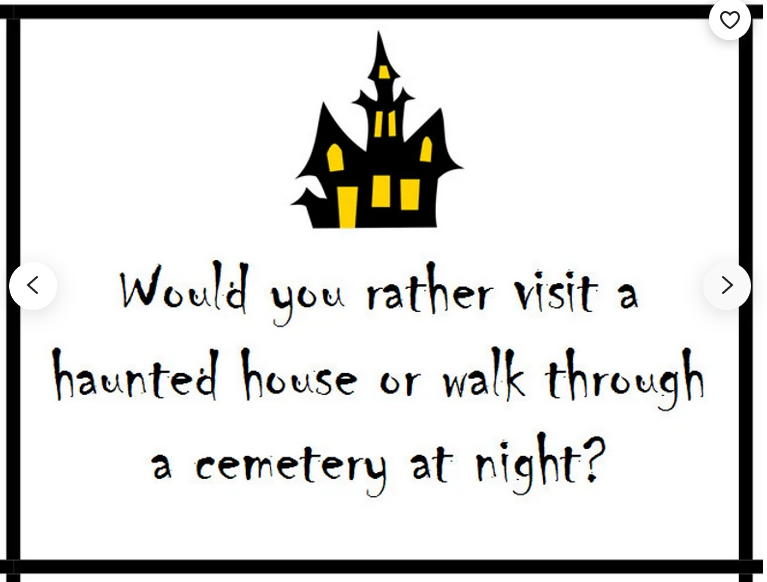 Would you rather visit a
haunted house or walk through
a cemetery at night?